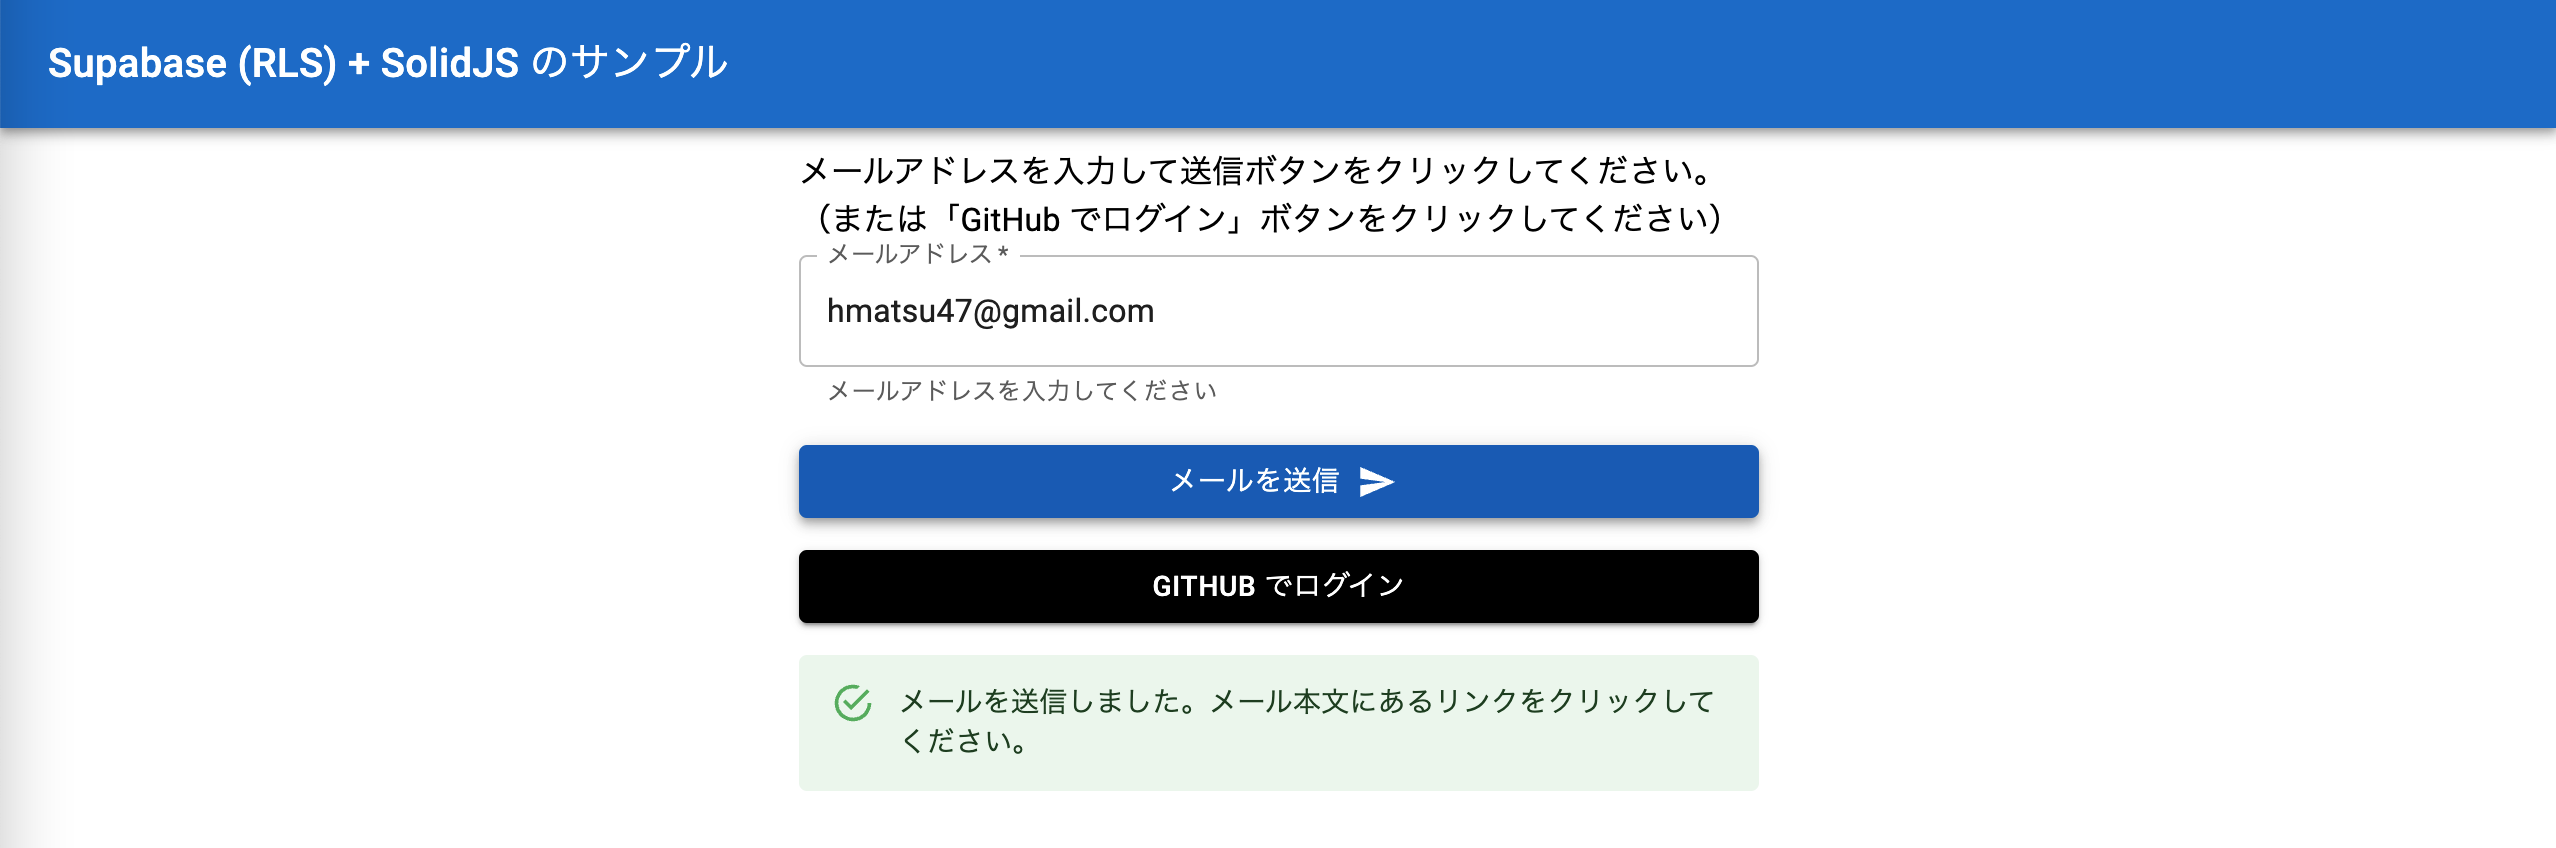 Supabase (RLS) + SolidJS のサンプル
メールアドレスを入力して送信ボタンをクリックしてください。
（または「GitHub でログイン」ボタンをクリックしてください）
メールアドレス *
hmatsu47@gmail.com
メールアドレスを入力してください
メールを送信
GITHUB でログイン
メールを送信しました。メール本文にあるリンクをクリックして
ください。